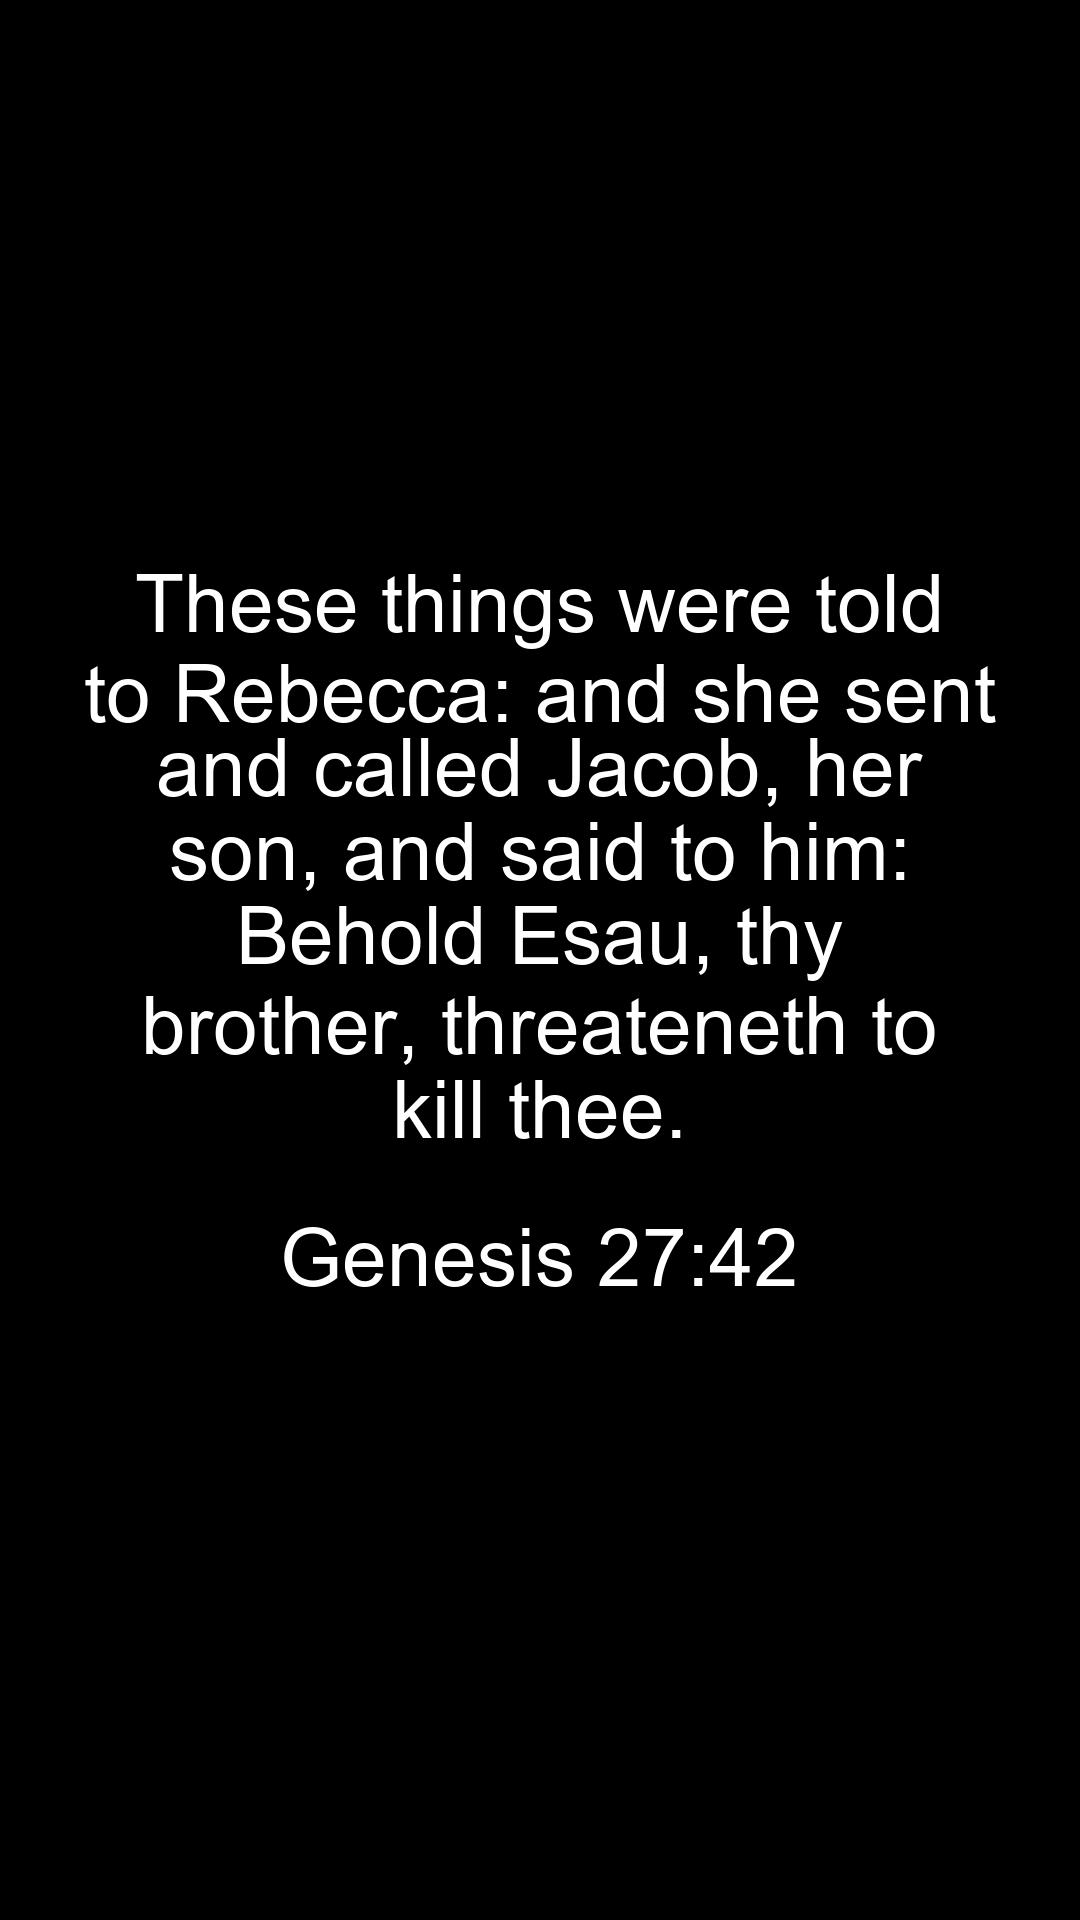 These things were told
to Rebecca: and she sent
and called Jacob, her
son, and said to him:
Behold Esau, thy
brother, threateneth to
kill thee.
Genesis 27:42